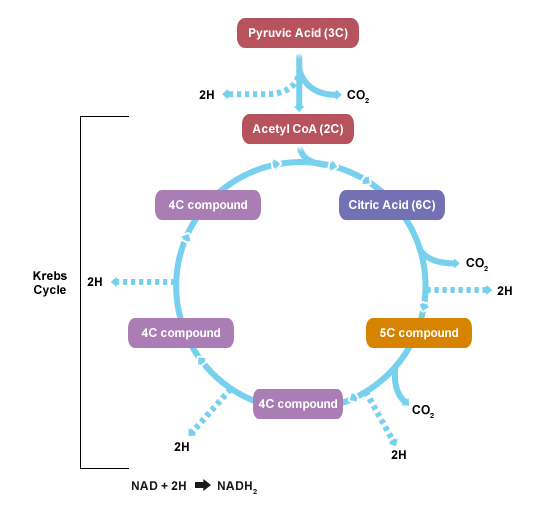 Pyruvic Acid (3C)
2H
CO2
Acetyl CoA (2C)
4C compound
Citric Acid (6C)
CO2
Krebs
Cycle
2H
2H
4C compound
5C compound
4C compound
CO2
2H
2H
NAD + 2H ➡ NADH2